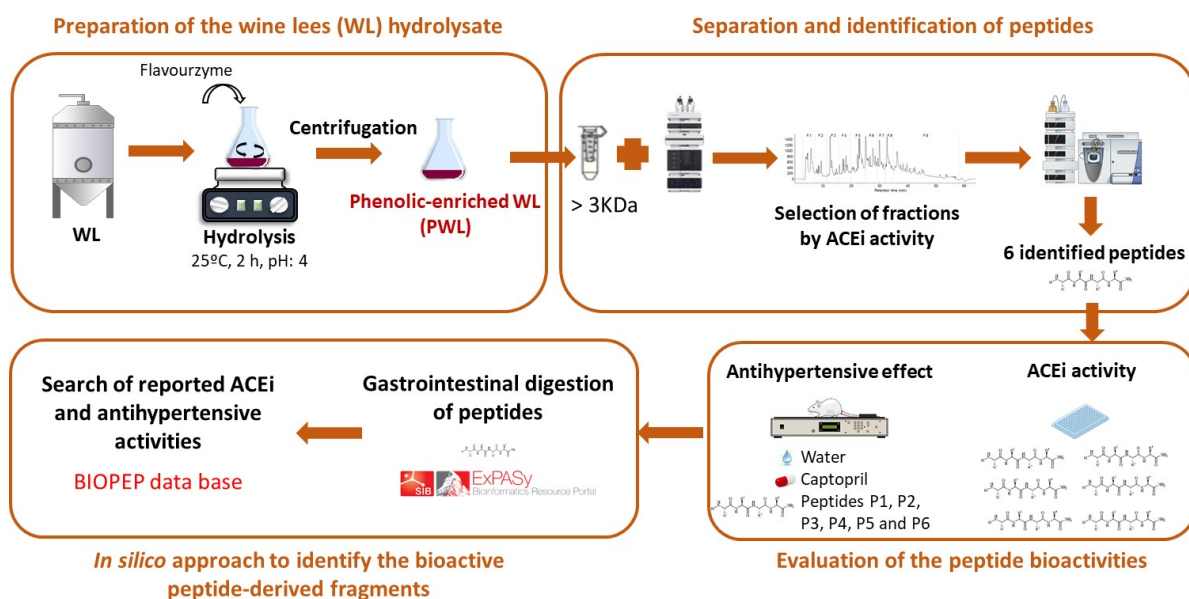 Preparation of the wine lees (WL) hydrolysate
Flavourzyme
WL
Hydrolysis
25ºC, 2 h, pH: 4
Centrifugation
Phenolic-enriched WL
(PWL)
Separation and identification of peptides
> 3KDa
Selection of fractions
by ACEi activity
6 identified peptides
Antihypertensive effect
Water
Captopril
Peptides P1, P2,
P3, P4, P5 and P6
ACEi activity
Evaluation of the peptide bioactivities
Gastrointestinal digestion
of peptides
SIB
ExPASy
Bioinformatics Resource Portal
Search of reported ACEi
and antihypertensive
activities
BIOPEP data base
In silico approach to identify the bioactive
peptide-derived fragments